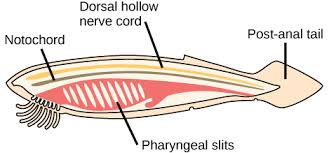 Dorsal hollow
nerve cord
Notochord
Post-anal tail
Pharyngeal slits